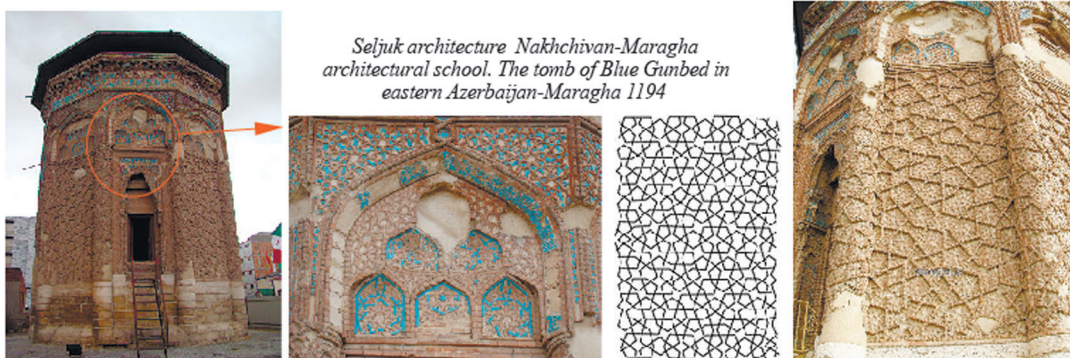 Seljuk architecture Nakhchivan-Maragha
architectural school. The tomb of Blue Gunbed in
eastern Azerbaijan-Maragha 1194